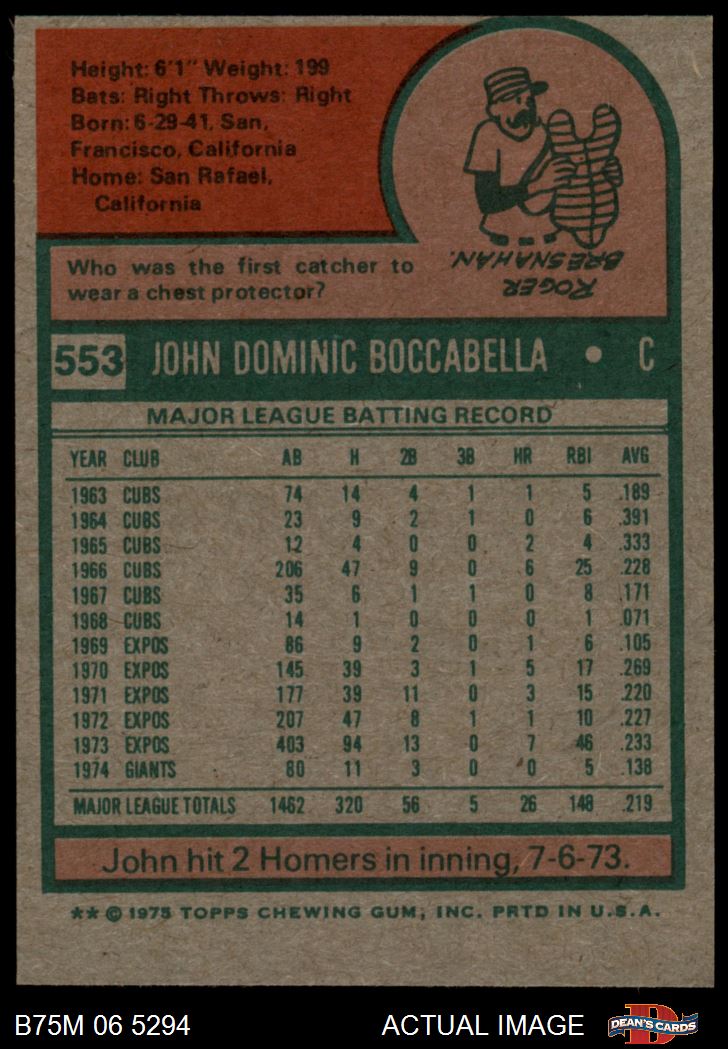 Height: 6'1" Weight: 199
Bats: Right Throws: Right
Born: 6-29-41, San,
Francisco, California
Home: San Rafael,
California
Who was the first catcher to
wear a chest protector?
ROGER
BRESNAHAN.
553 JOHN DOMINIC BOCCABELLA • C
MAJOR LEAGUE BATTING RECORD
YEAR CLUB AB H 2B 3B HR RBI AVG
1963 CUBS 74 14 4 1 1 5 .189
1964 CUBS 23 9 2 1 0 6 .391
1965 CUBS 12 4 0 0 2 4 .333
1966 CUBS 206 47 9 0 6 25 .228
1967 CUBS 35 6 1 1 0 8 .171
1968 CUBS 14 1 0 0 0 1 .071
1969 EXPOS 86 9 2 0 1 6 .105
1970 EXPOS 145 39 3 1 5 17 .269
1971 EXPOS 177 39 11 0 3 15 .220
1972 EXPOS 207 47 8 1 1 10 .227
1973 EXPOS 403 94 13 0 7 46 .233
1974 GIANTS 80 11 3 0 0 5 .138
MAJOR LEAGUE TOTALS 1462 320 56 5 26 148 .219
John hit 2 Homers in inning, 7-6-73.
** © 1975 TOPPS CHEWING GUM, INC. PRTD IN U.S.A.
B75M 06 5294 ACTUAL IMAGE
D
DEAN'S CARDS